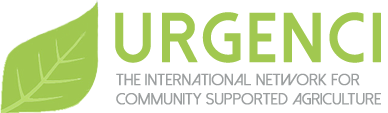 URGENCI
THE INTERNATIONAL NETWORK FOR
COMMUNITY SUPPORTED AGRICULTURE